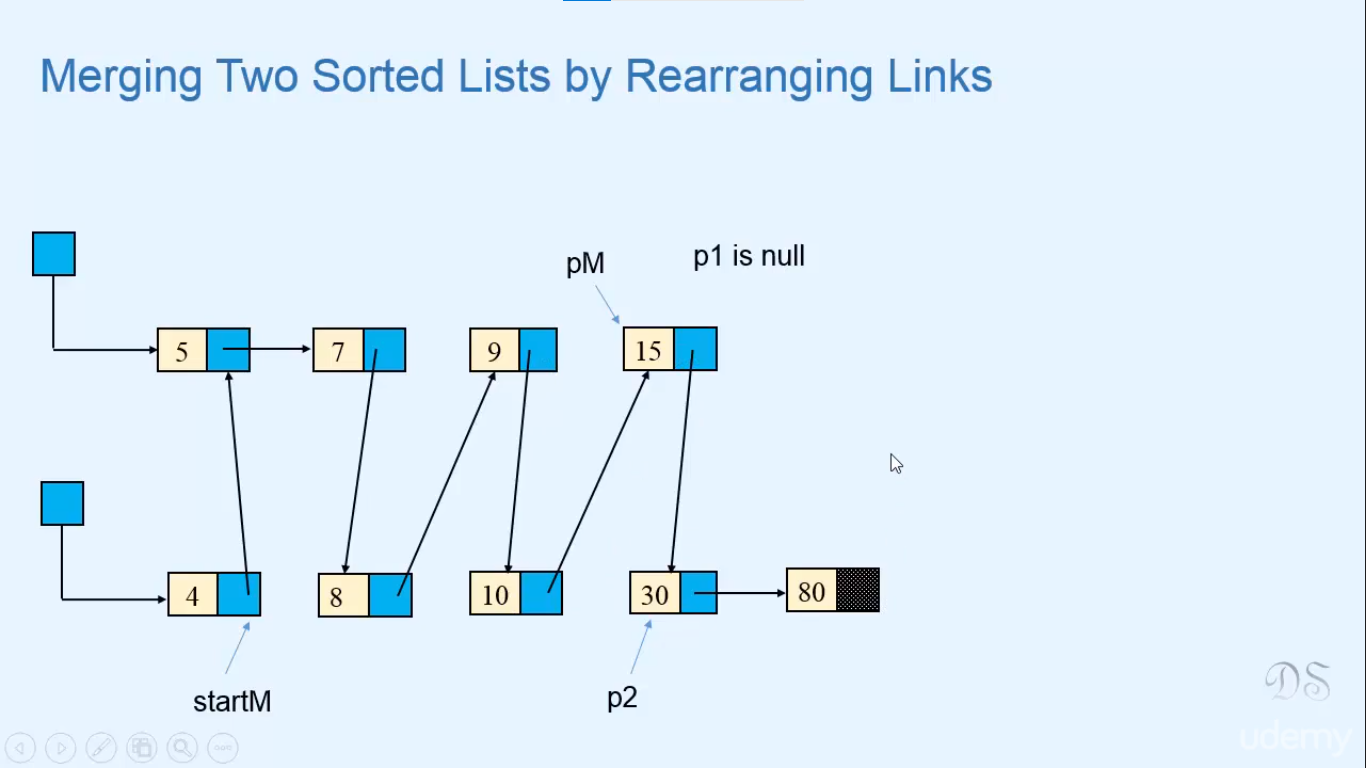 Merging Two Sorted Lists by Rearranging Links
pM
p1 is null
5
7
9
15
4
8
10
30
80
startM
p2
DS
udemy